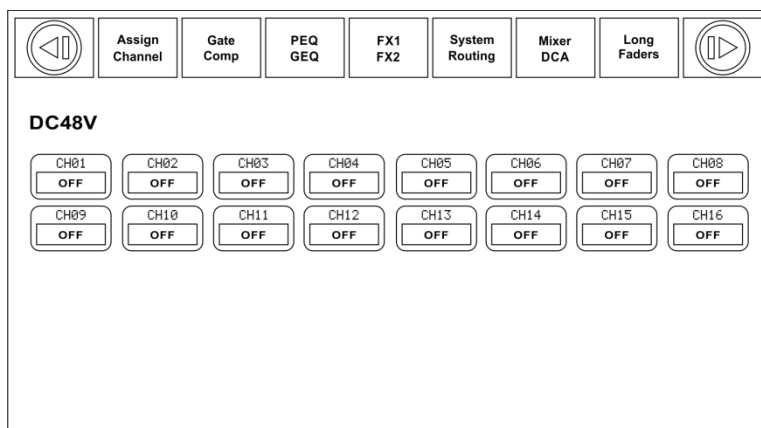 Assign Channel
Gate Comp
PEQ GEQ
FX1 FX2
System Routing
Mixer DCA
Long Faders
DC48V
CH01 CH02 CH03 CH04 CH05 CH06 CH07 CH08
OFF OFF OFF OFF OFF OFF OFF OFF
CH09 CH10 CH11 CH12 CH13 CH14 CH15 CH16
OFF OFF OFF OFF OFF OFF OFF OFF